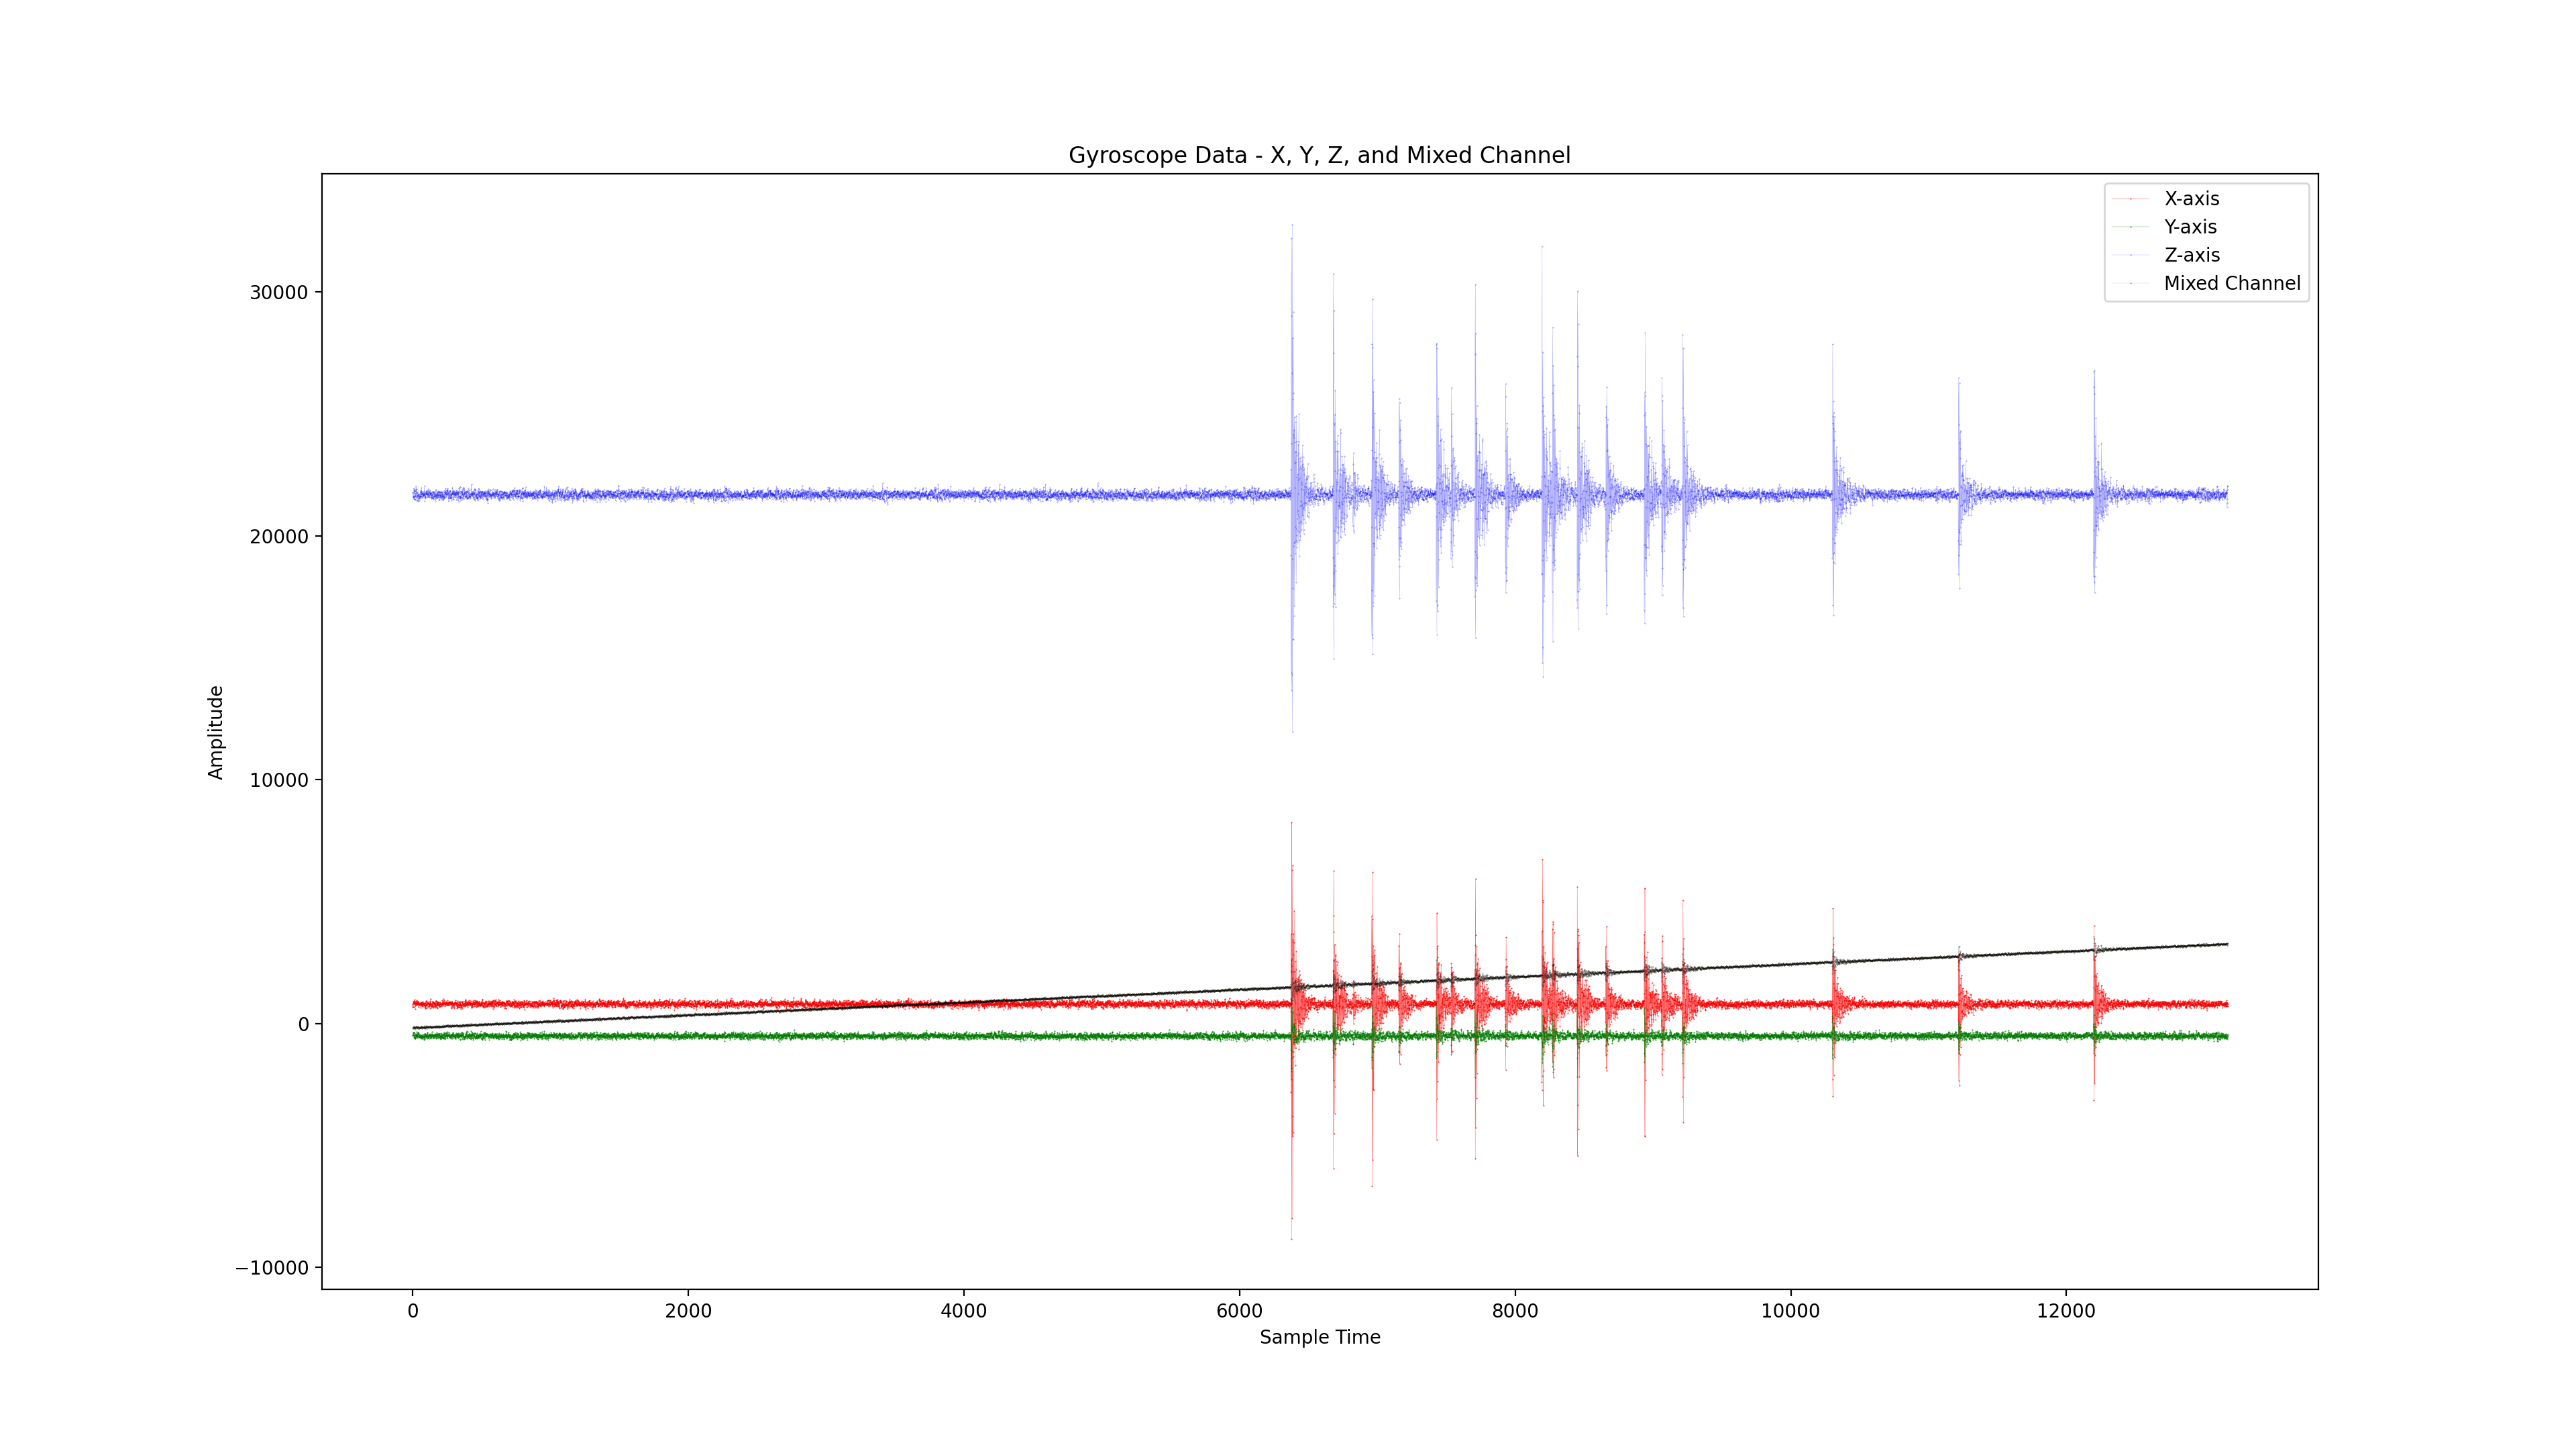 Gyroscope Data - X, Y, Z, and Mixed Channel
X-axis
Y-axis
Z-axis
Mixed Channel
30000
20000
10000
0
−10000
Amplitude
0
2000
4000
6000
8000
10000
12000
Sample Time